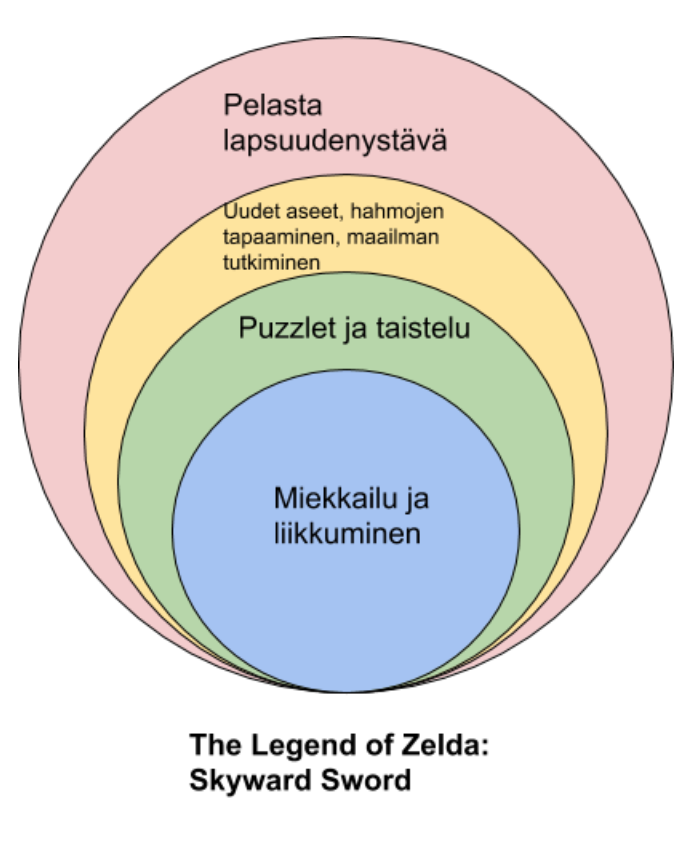 Pelasta
lapsuudenystävä
Uudet aseet, hahmojen
tapaaminen, maailman
tutkiminen
Puzzlet ja taistelu
Miekkailu ja
liikkuminen
The Legend of Zelda:
Skyward Sword